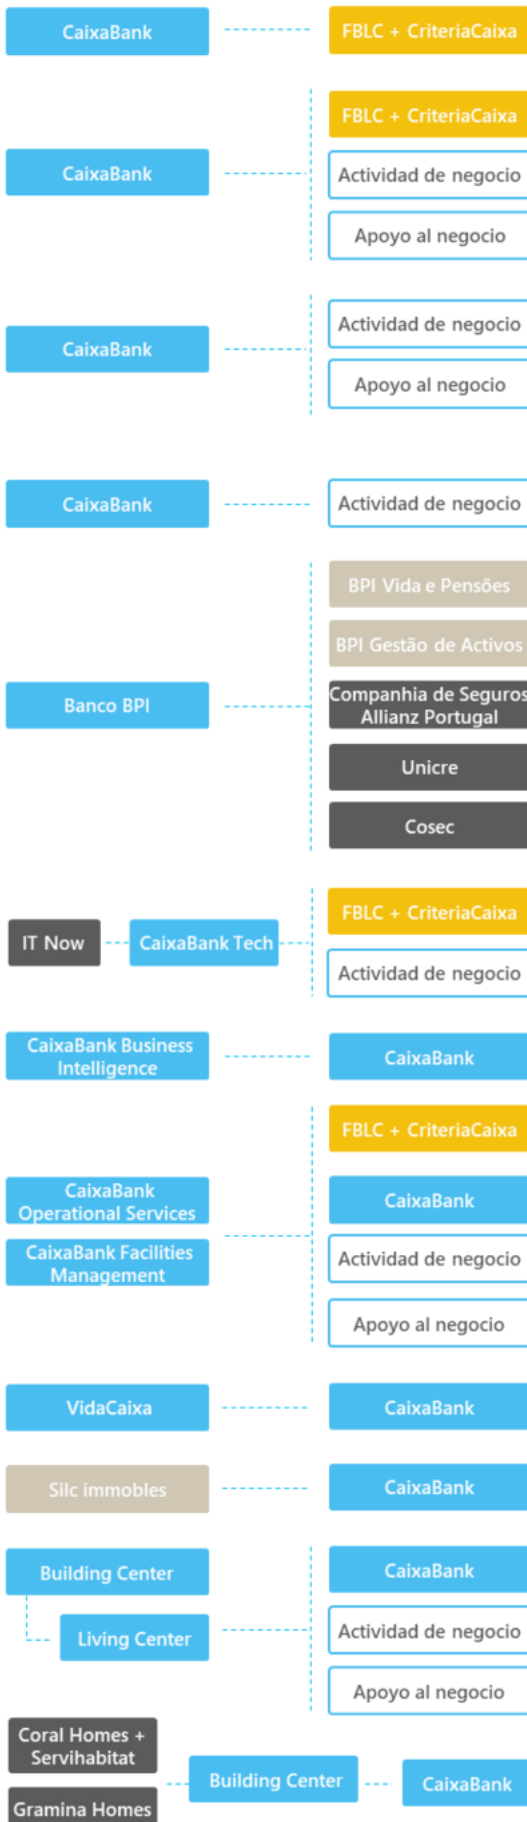 CaixaBank
FBLC + CriteriaCaixa
CaixaBank
FBLC + CriteriaCaixa
Actividad de negocio
Apoyo al negocio
CaixaBank
Actividad de negocio
Apoyo al negocio
CaixaBank
Actividad de negocio
Banco BPI
BPI Vida e Pensões
BPI Gestão de Activos
Companhia de Seguros
Allianz Portugal
Unicre
Cosec
IT Now
CaixaBank Tech
FBLC + CriteriaCaixa
Actividad de negocio
CaixaBank Business
Intelligence
CaixaBank
CaixaBank
Operational Services
CaixaBank Facilities
Management
FBLC + CriteriaCaixa
CaixaBank
Actividad de negocio
Apoyo al negocio
VidaCaixa
CaixaBank
Silc immobles
CaixaBank
Building Center
Living Center
CaixaBank
Actividad de negocio
Apoyo al negocio
Coral Homes +
Servihabitat
Gramina Homes
Building Center
CaixaBank